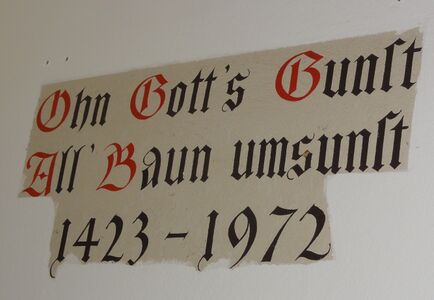 Ohn Gott's Gunst
All' Baun umsunst
1423 - 1972